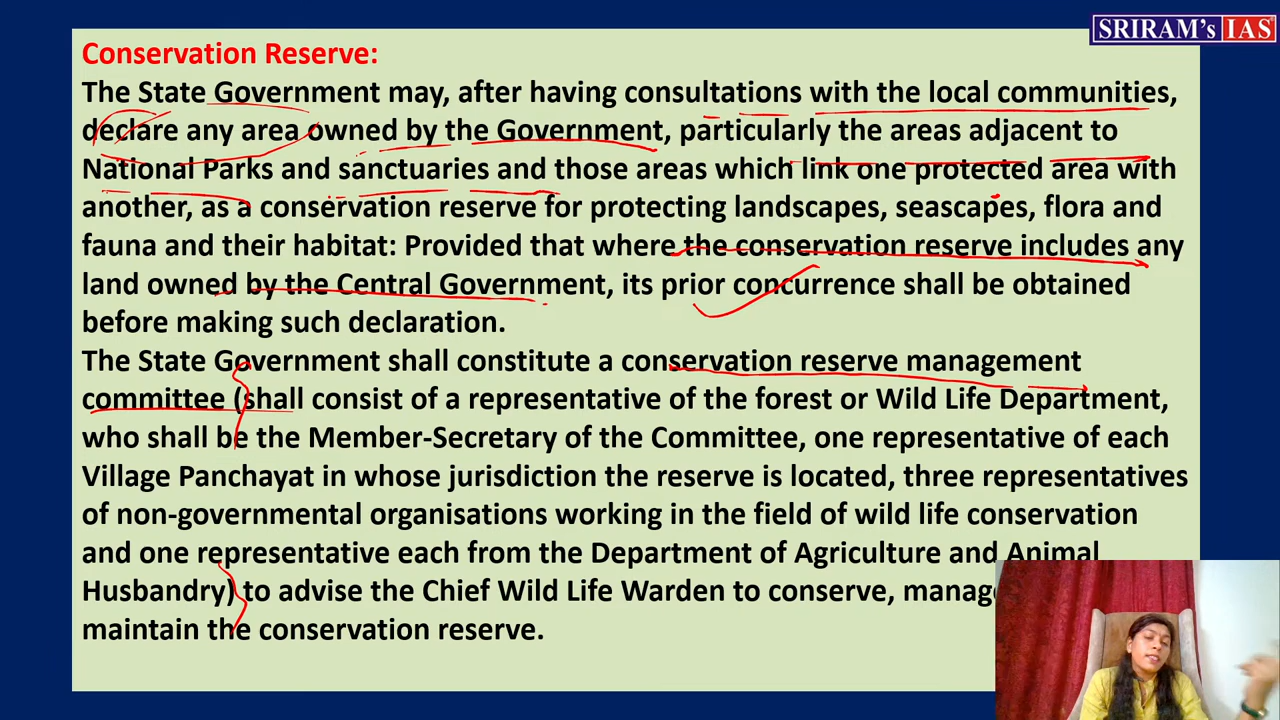 SRIRAM's IAS
Conservation Reserve:
The State Government may, after having consultations with the local communities,
declare any area owned by the Government, particularly the areas adjacent to
National Parks and sanctuaries and those areas which link one protected area with
another, as a conservation reserve for protecting landscapes, seascapes, flora and
fauna and their habitat: Provided that where the conservation reserve includes any
land owned by the Central Government, its prior concurrence shall be obtained
before making such declaration.
The State Government shall constitute a conservation reserve management
committee (shall consist of a representative of the forest or Wild Life Department,
who shall be the Member-Secretary of the Committee, one representative of each
Village Panchayat in whose jurisdiction the reserve is located, three representatives
of non-governmental organisations working in the field of wild life conservation
and one representative each from the Department of Agriculture and Animal
Husbandry) to advise the Chief Wild Life Warden to conserve,
maintain the conservation reserve.